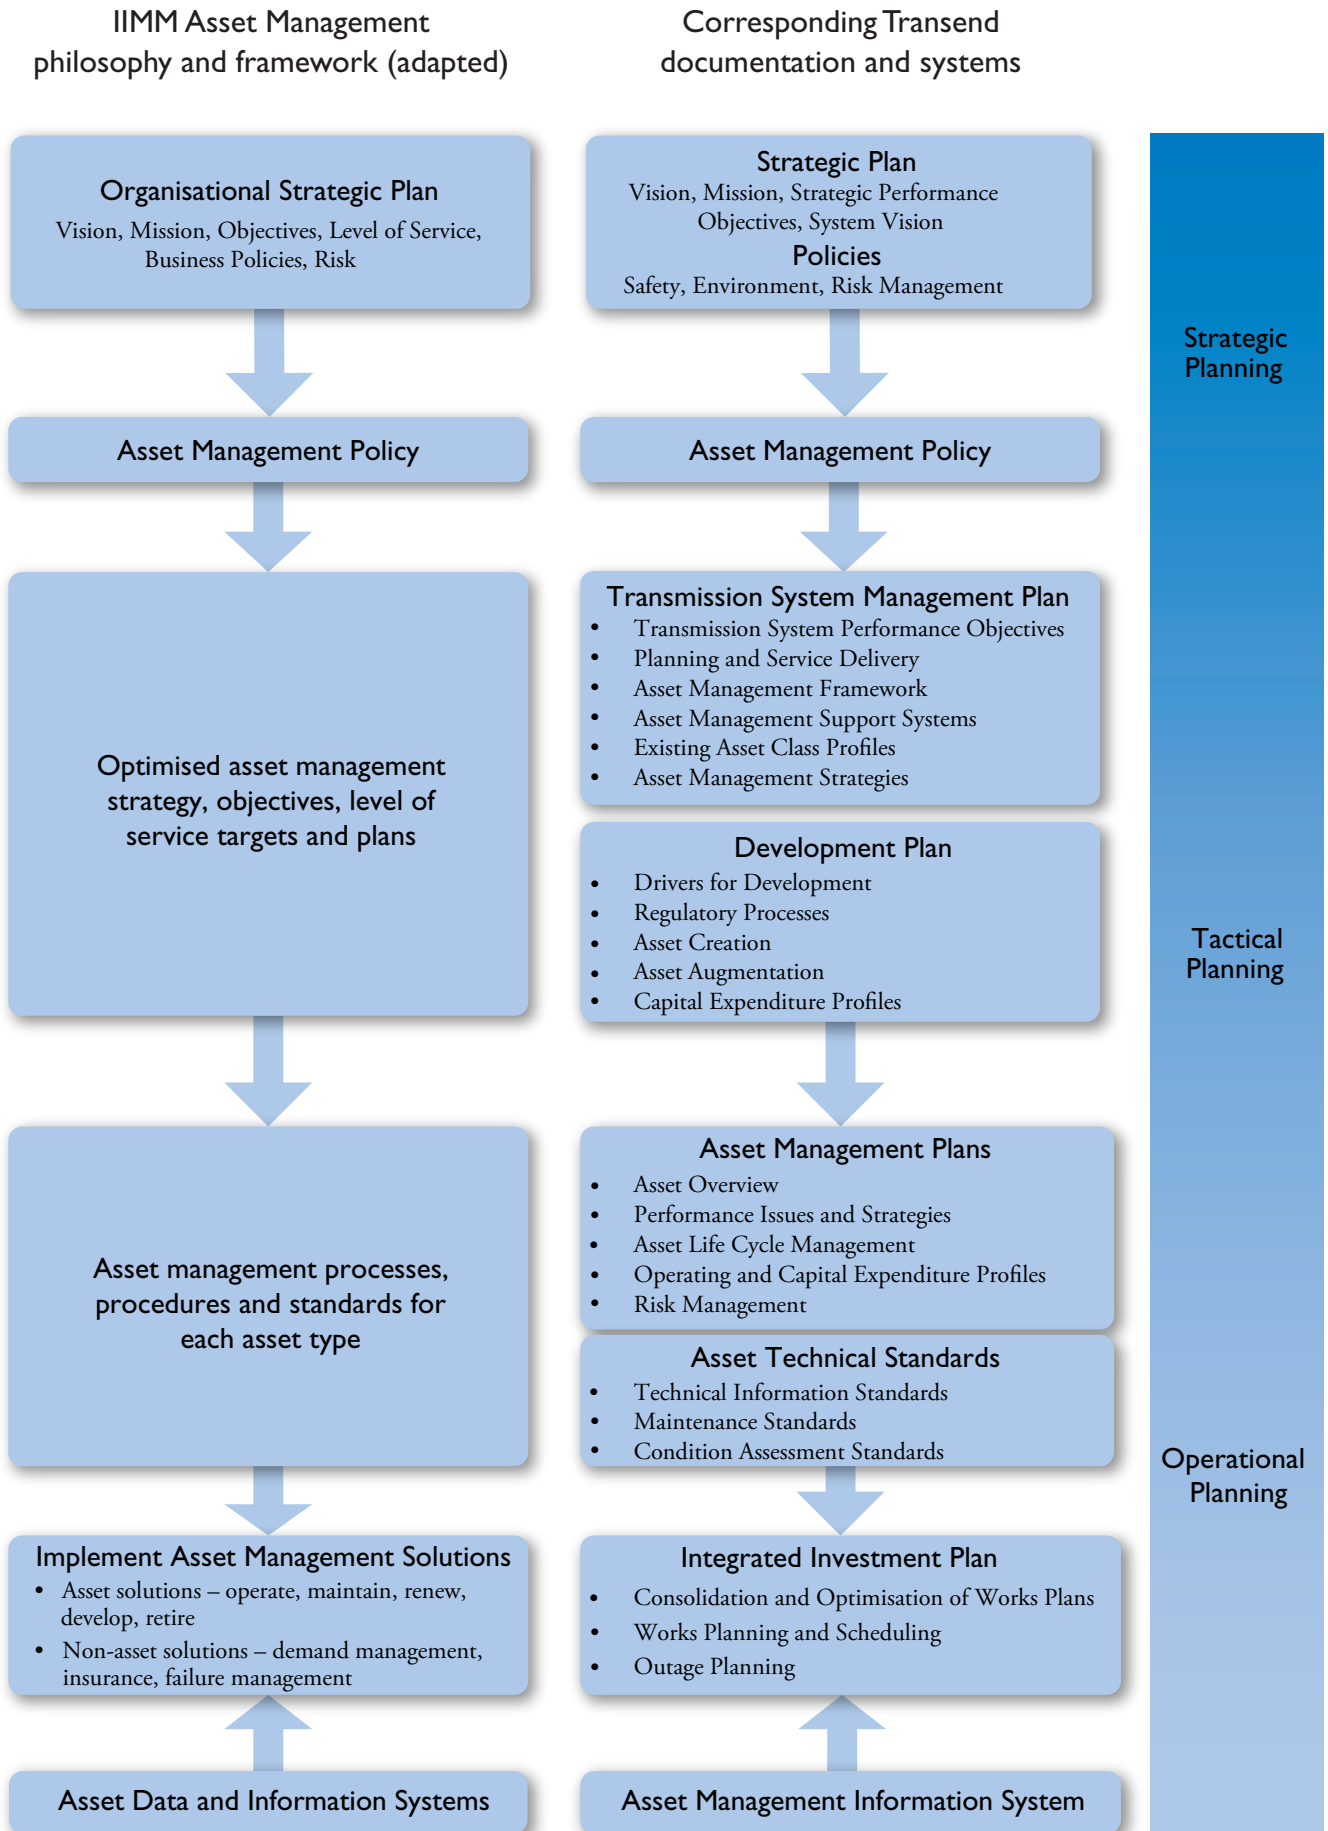 IIMM Asset Management
philosophy and framework (adapted)
Corresponding Transend
documentation and systems
Organisational Strategic Plan
Vision, Mission, Objectives, Level of Service,
Business Policies, Risk
Strategic Plan
Vision, Mission, Strategic Performance
Objectives, System Vision
Policies
Safety, Environment, Risk Management
Strategic
Planning
Asset Management Policy
Asset Management Policy
Optimised asset management
strategy, objectives, level of
service targets and plans
Transmission System Management Plan
• Transmission System Performance Objectives
• Planning and Service Delivery
• Asset Management Framework
• Asset Management Support Systems
• Existing Asset Class Profiles
• Asset Management Strategies
Development Plan
• Drivers for Development
• Regulatory Processes
• Asset Creation
• Asset Augmentation
• Capital Expenditure Profiles
Tactical
Planning
Asset management processes,
procedures and standards for
each asset type
Asset Management Plans
• Asset Overview
• Performance Issues and Strategies
• Asset Life Cycle Management
• Operating and Capital Expenditure Profiles
• Risk Management
Asset Technical Standards
• Technical Information Standards
• Maintenance Standards
• Condition Assessment Standards
Operational
Planning
Implement Asset Management Solutions
• Asset solutions – operate, maintain, renew,
develop, retire
• Non-asset solutions – demand management,
insurance, failure management
Integrated Investment Plan
• Consolidation and Optimisation of Works Plans
• Works Planning and Scheduling
• Outage Planning
Asset Data and Information Systems
Asset Management Information System